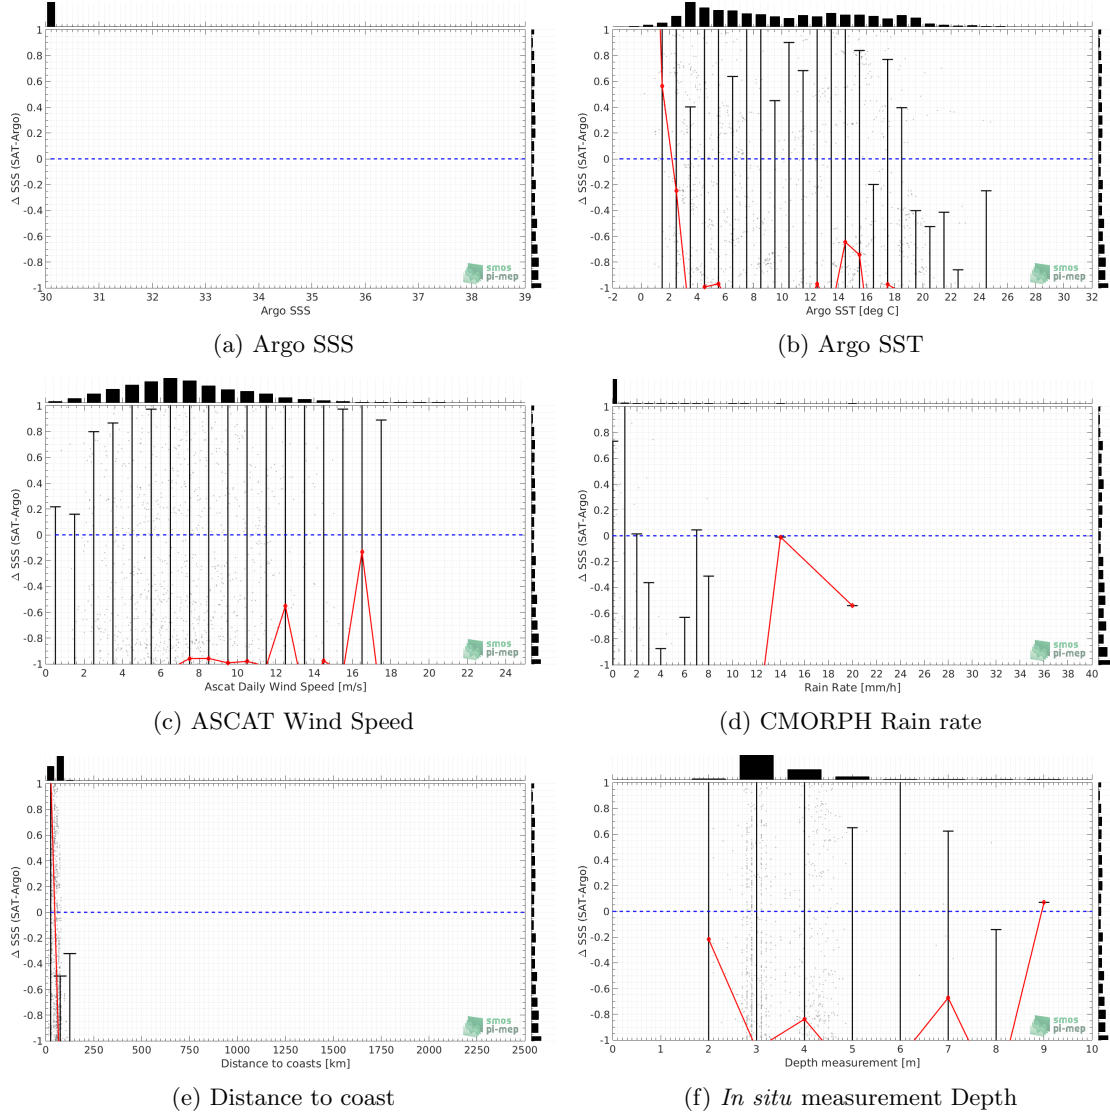 1
0.8
0.6
0.4
0.2
0
-0.2
-0.4
-0.6
-0.8
-1
Δ SSS (SAT-Argo)
30 31 32 33 34 35 36 37 38 39
Argo SSS
smos
pi-mep
(a) Argo SSS
1
0.8
0.6
0.4
0.2
0
-0.2
-0.4
-0.6
-0.8
-1
Δ SSS (SAT-Argo)
-2 0 2 4 6 8 10 12 14 16 18 20 22 24 26 28 30 32
Argo SST [deg C]
smos
pi-mep
(b) Argo SST
1
0.8
0.6
0.4
0.2
0
-0.2
-0.4
-0.6
-0.8
-1
Δ SSS (SAT-Argo)
0 2 4 6 8 10 12 14 16 18 20 22 24
Ascat Daily Wind Speed [m/s]
smos
pi-mep
(c) ASCAT Wind Speed
1
0.8
0.6
0.4
0.2
0
-0.2
-0.4
-0.6
-0.8
-1
Δ SSS (SAT-Argo)
0 2 4 6 8 10 12 14 16 18 20 22 24 26 28 30 32 34 36 38 40
Rain Rate [mm/h]
smos
pi-mep
(d) CMORPH Rain rate
1
0.8
0.6
0.4
0.2
0
-0.2
-0.4
-0.6
-0.8
-1
Δ SSS (SAT-Argo)
0 250 500 750 1000 1250 1500 1750 2000 2250 2500
Distance to coasts [km]
smos
pi-mep
(e) Distance to coast
1
0.8
0.6
0.4
0.2
0
-0.2
-0.4
-0.6
-0.8
-1
Δ SSS (SAT-Argo)
0 1 2 3 4 5 6 7 8 9 10
Depth measurement [m]
smos
pi-mep
(f) In situ measurement Depth